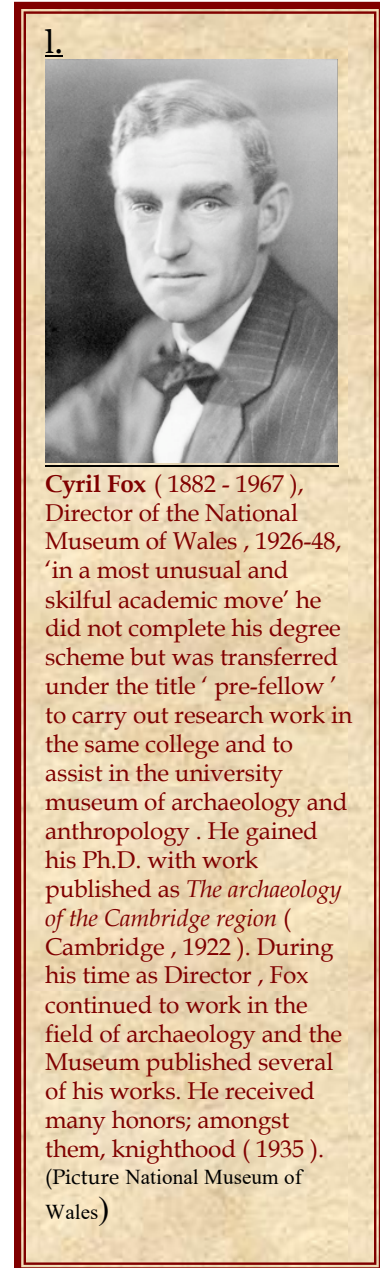 l.
Cyril Fox ( 1882 - 1967 ),
Director of the National
Museum of Wales , 1926-48,
‘in a most unusual and
skilful academic move’ he
did not complete his degree
scheme but was transferred
under the title ‘ pre-fellow ’
to carry out research work in
the same college and to
assist in the university
museum of archaeology and
anthropology . He gained
his Ph.D. with work
published as The archaeology
of the Cambridge region (
Cambridge , 1922 ). During
his time as Director , Fox
continued to work in the
field of archaeology and the
Museum published several
of his works. He received
many honors; amongst
them, knighthood ( 1935 ).
(Picture National Museum of
Wales)